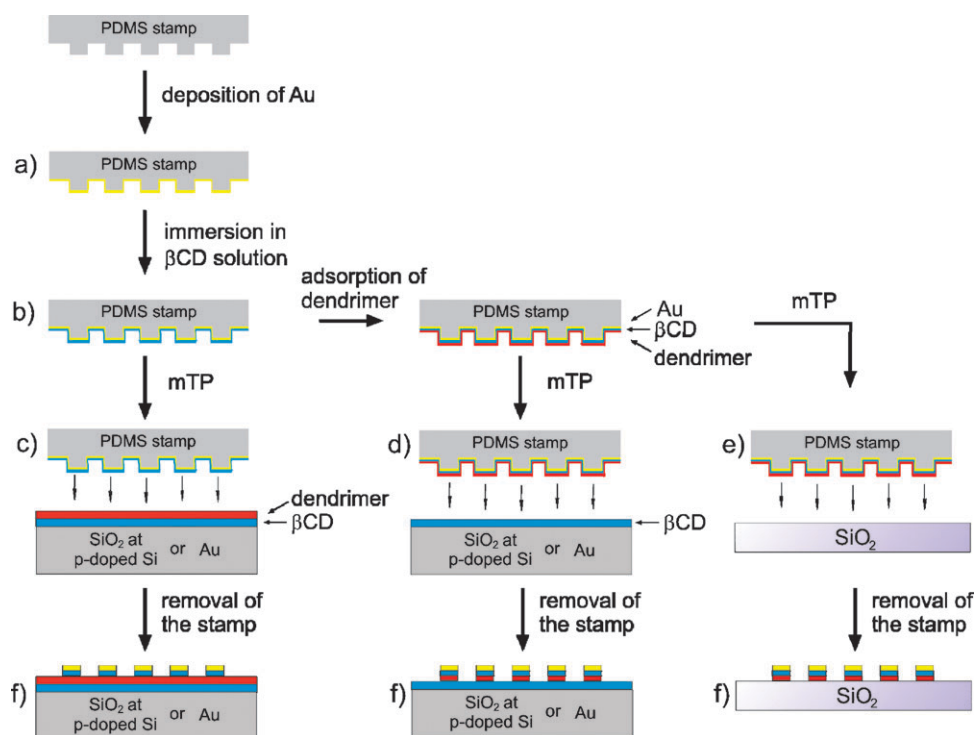 PDMS stamp
deposition of Au
a)
PDMS stamp
immersion in
βCD solution
adsorption of
dendrimer
b)
PDMS stamp
PDMS stamp
Au
βCD
dendrimer
mTP
mTP
mTP
c)
PDMS stamp
d)
PDMS stamp
e)
PDMS stamp
dendrimer
βCD
SiO₂ at
p-doped Si or Au
βCD
SiO₂ at
p-doped Si or Au
SiO₂
removal of
the stamp
removal of
the stamp
removal of
the stamp
f)
SiO₂ at
p-doped Si or Au
f)
SiO₂ at
p-doped Si or Au
f)
SiO₂